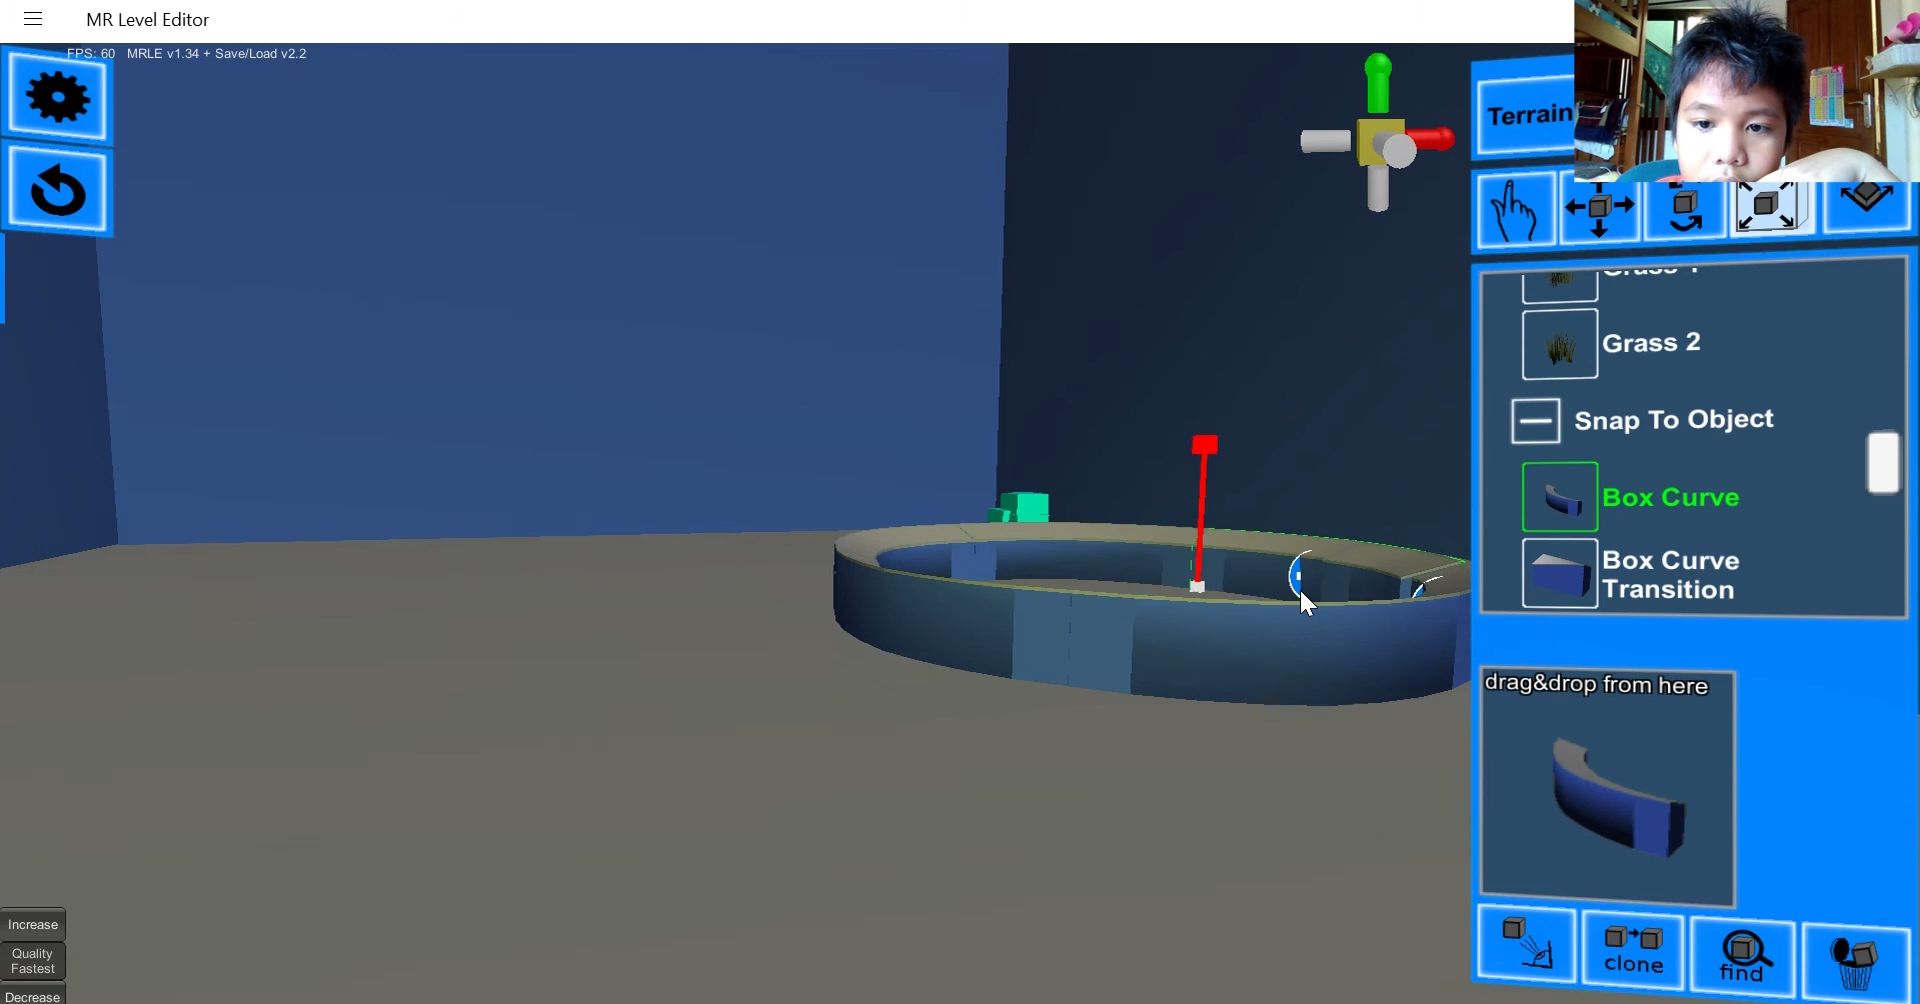 MR Level Editor
FPS: 60 MRLE v1.34 + Save/Load v2.2
Terrain
Grass 2
Snap To Object
Box Curve
Box Curve
Transition
drag&drop from here
Increase
Quality
Fastest
Decrease
clone
find